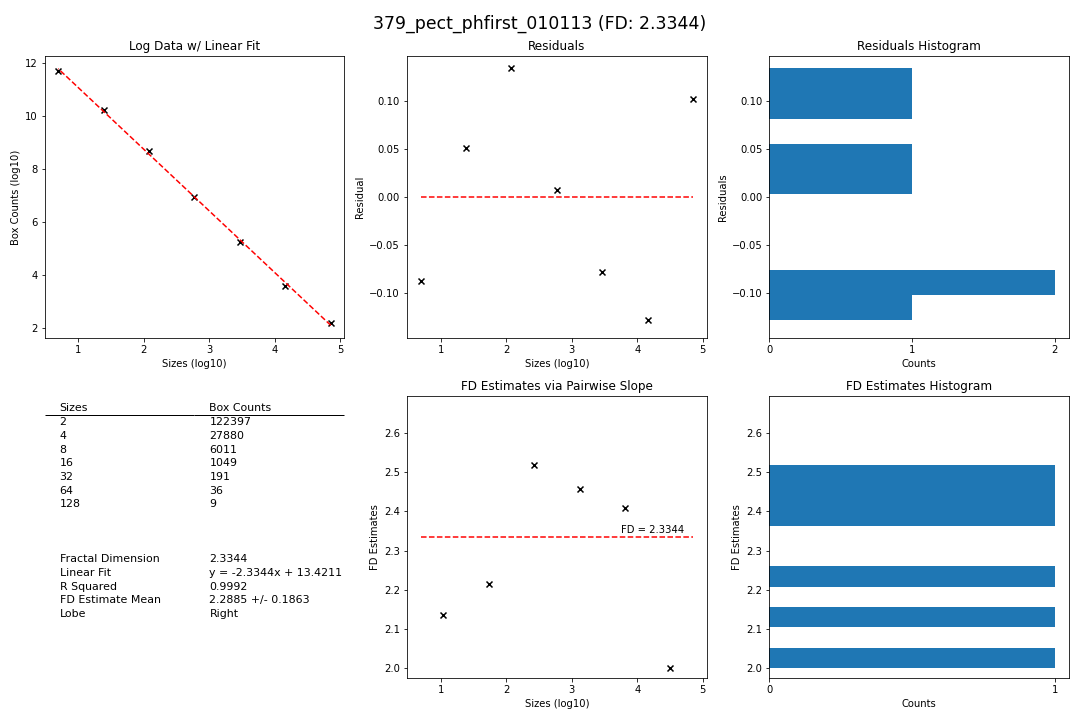 379_pect_phfirst_010113 (FD: 2.3344)
Log Data w/ Linear Fit
12
10
8
6
4
2
Box Counts (log10)
1 2 3 4 5
Sizes (log10)
Residuals
0.10
0.05
0.00
−0.05
−0.10
Residual
1 2 3 4 5
Sizes (log10)
Residuals Histogram
0.10
0.05
0.00
−0.05
−0.10
Residuals
0 1 2
Counts
Sizes Box Counts
2 122397
4 27880
8 6011
16 1049
32 191
64 36
128 9
Fractal Dimension 2.3344
Linear Fit y = -2.3344x + 13.4211
R Squared 0.9992
FD Estimate Mean 2.2885 +/- 0.1863
Lobe Right
FD Estimates via Pairwise Slope
2.6
2.5
2.4
2.3
2.2
2.1
2.0
FD Estimates
FD = 2.3344
1 2 3 4 5
Sizes (log10)
FD Estimates Histogram
2.6
2.5
2.4
2.3
2.2
2.1
2.0
FD Estimates
0 1
Counts